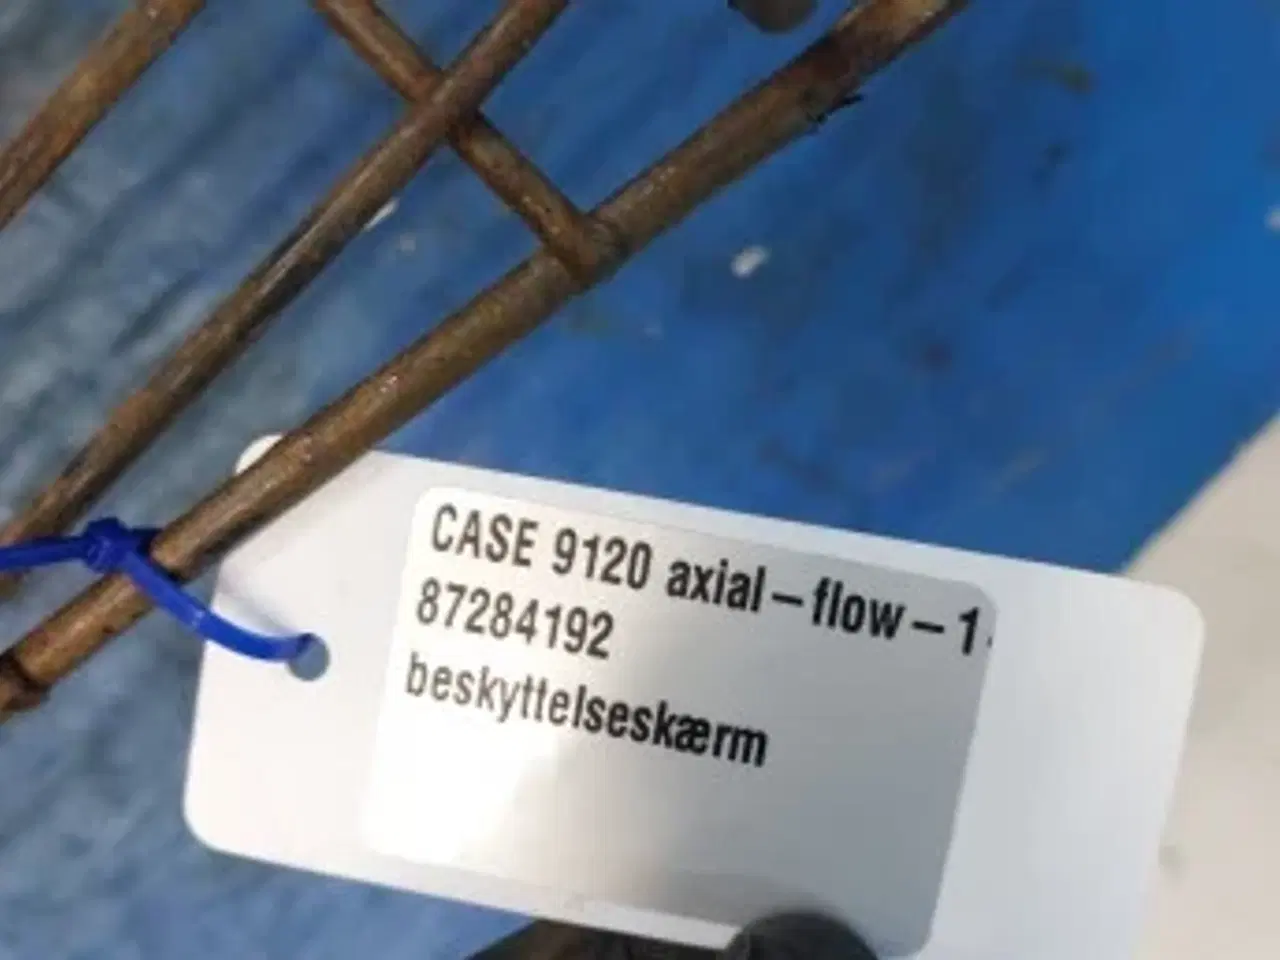 CASE 9120 axial–flow–1
87284192
beskyttelseskærm